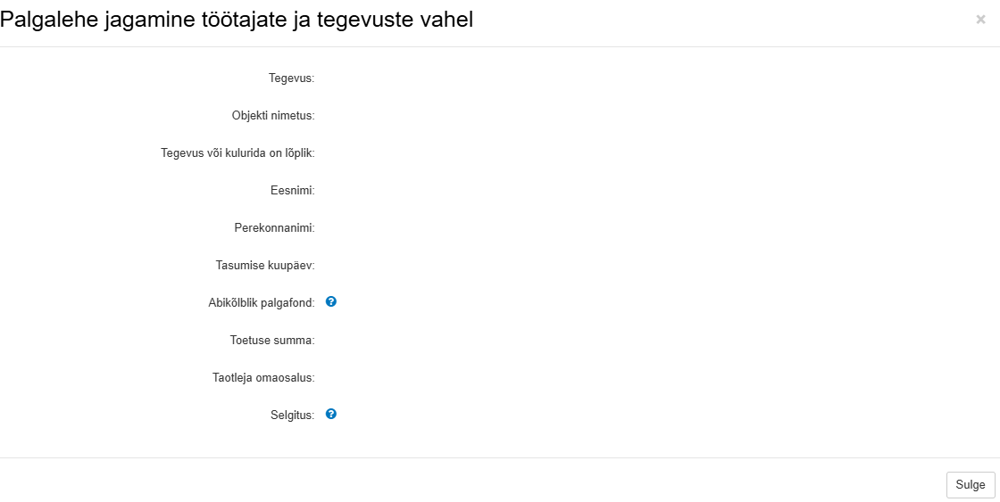 Palgalehe jagamine töötajate ja tegevuste vahel
×
Tegevus:
Objekti nimetus:
Tegevus või kulurida on lõplik:
Eesnimi:
Perekonnanimi:
Tasumise kuupäev:
Abikõlblik palgafond: ?
Toetuse summa:
Taotleja omaosalus:
Selgitus: ?
Sulge